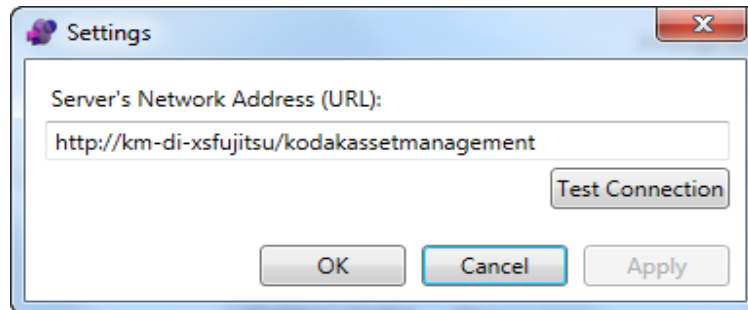 Settings
Server's Network Address (URL):
http://km-di-xsfujitsu/kodakassetmanagement
Test Connection
OK Cancel Apply